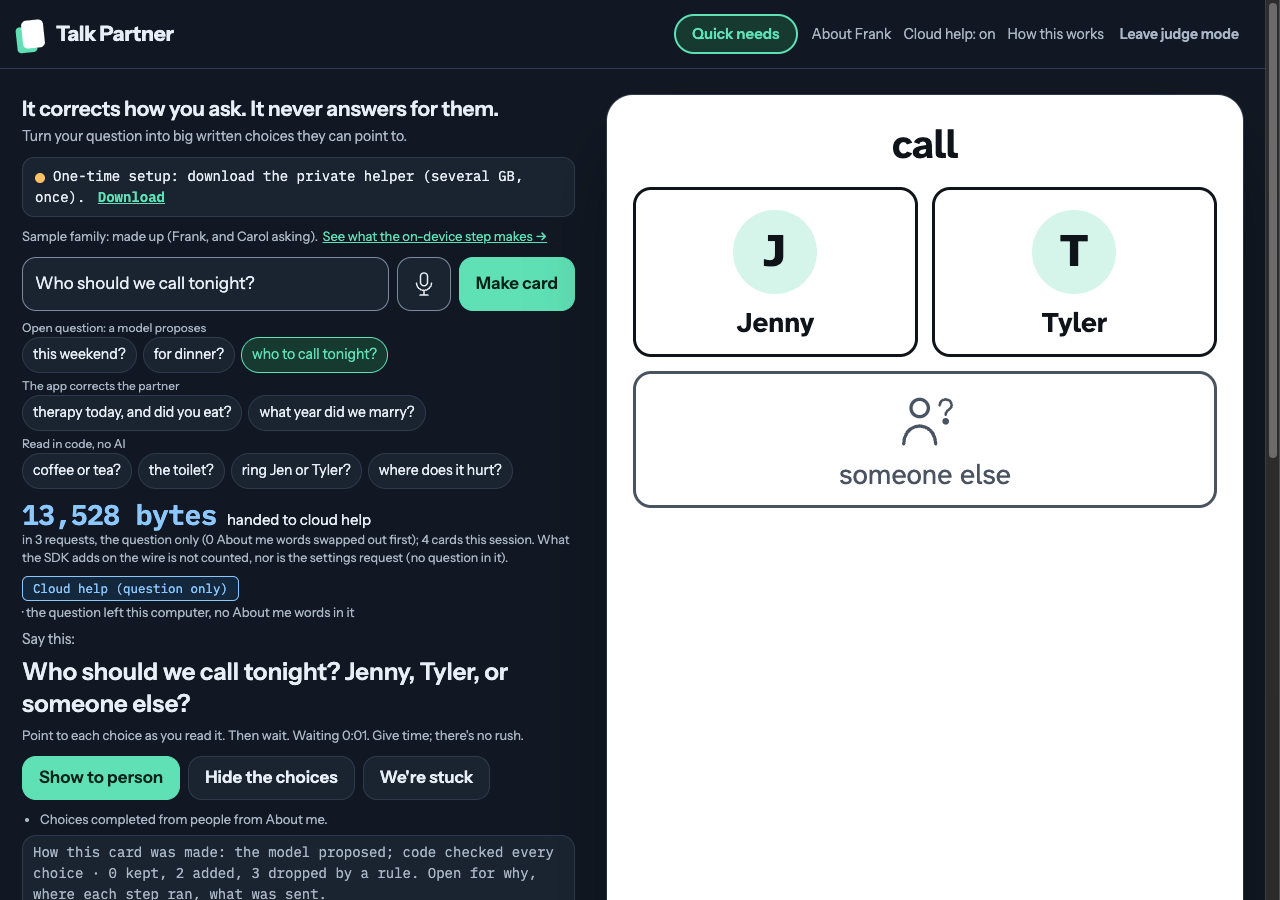 Talk Partner
Quick needs
About Frank
Cloud help: on
How this works
Leave judge mode
It corrects how you ask. It never answers for them.
Turn your question into big written choices they can point to.
One-time setup: download the private helper (several GB,
once). Download
Sample family: made up (Frank, and Carol asking). See what the on-device step makes →
Who should we call tonight?
Make card
Open question: a model proposes
this weekend?
for dinner?
who to call tonight?
The app corrects the partner
therapy today, and did you eat?
what year did we marry?
Read in code, no AI
coffee or tea?
the toilet?
ring Jen or Tyler?
where does it hurt?
13,528 bytes handed to cloud help
in 3 requests, the question only (0 About me words swapped out first); 4 cards this session. What
the SDK adds on the wire is not counted, nor is the settings request (no question in it).
Cloud help (question only)
· the question left this computer, no About me words in it
Say this:
Who should we call tonight? Jenny, Tyler, or
someone else?
Point to each choice as you read it. Then wait. Waiting 0:01. Give time; there's no rush.
Show to person
Hide the choices
We're stuck
• Choices completed from people from About me.
How this card was made: the model proposed; code checked every
choice · 0 kept, 2 added, 3 dropped by a rule. Open for why,
where each step ran, what was sent.
call
J
Jenny
T
Tyler
?
someone else